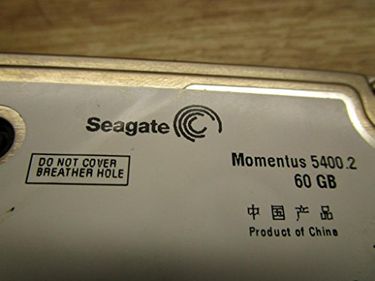 Seagate
DO NOT COVER
BREATHER HOLE
Momentus 5400.2
60 GB
中国产品
Product of China